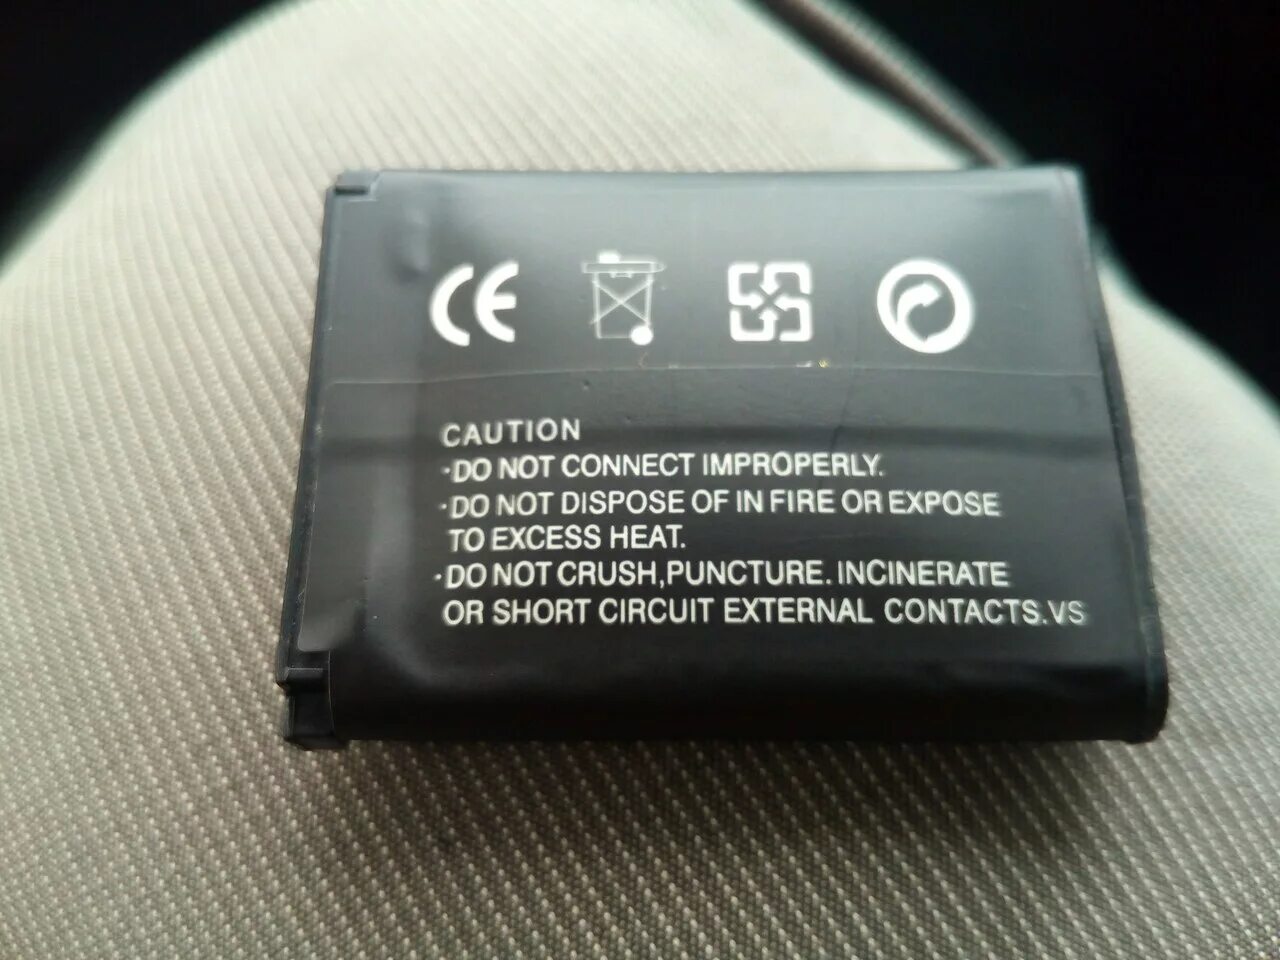 CE
CAUTION
·DO NOT CONNECT IMPROPERLY.
·DO NOT DISPOSE OF IN FIRE OR EXPOSE
TO EXCESS HEAT.
·DO NOT CRUSH,PUNCTURE. INCINERATE
OR SHORT CIRCUIT EXTERNAL CONTACTS.VS